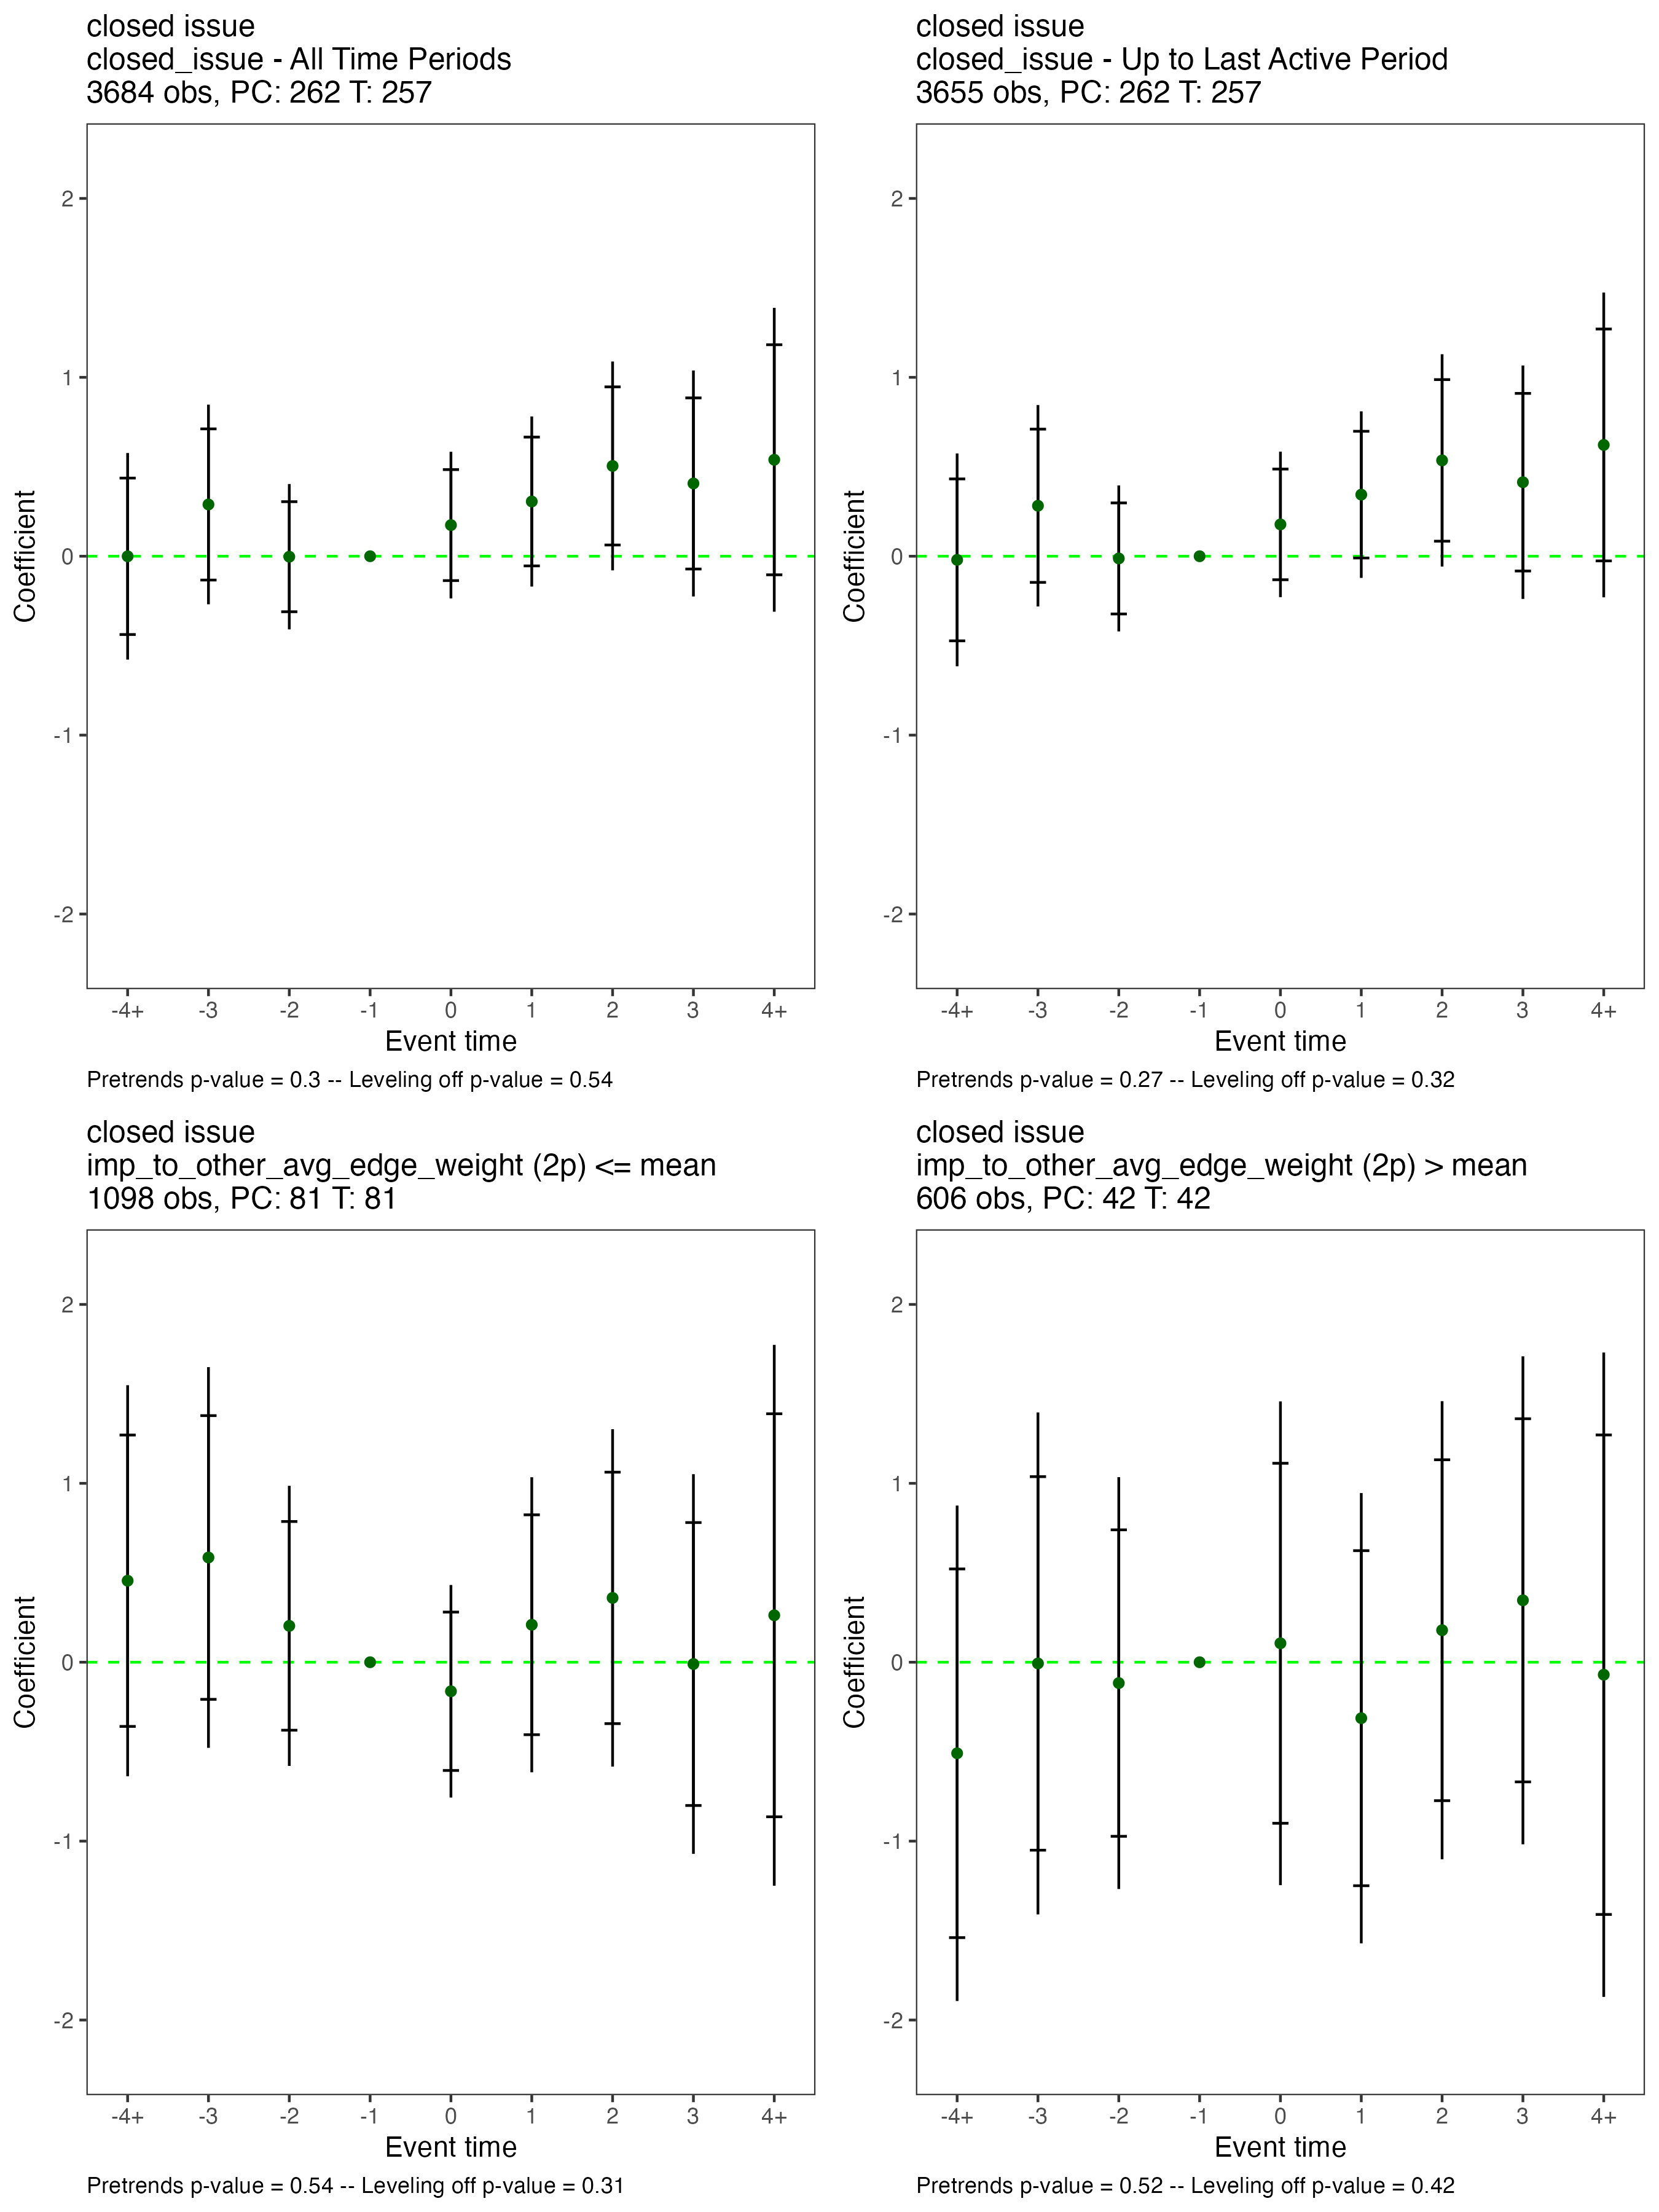 closed issue
closed_issue - All Time Periods
3684 obs, PC: 262 T: 257
2
1
0
-1
-2
Coefficient
-4+ -3 -2 -1 0 1 2 3 4+
Event time
Pretrends p-value = 0.3 -- Leveling off p-value = 0.54
closed issue
closed_issue - Up to Last Active Period
3655 obs, PC: 262 T: 257
2
1
0
-1
-2
Coefficient
-4+ -3 -2 -1 0 1 2 3 4+
Event time
Pretrends p-value = 0.27 -- Leveling off p-value = 0.32
closed issue
imp_to_other_avg_edge_weight (2p) <= mean
1098 obs, PC: 81 T: 81
2
1
0
-1
-2
Coefficient
-4+ -3 -2 -1 0 1 2 3 4+
Event time
Pretrends p-value = 0.54 -- Leveling off p-value = 0.31
closed issue
imp_to_other_avg_edge_weight (2p) > mean
606 obs, PC: 42 T: 42
2
1
0
-1
-2
Coefficient
-4+ -3 -2 -1 0 1 2 3 4+
Event time
Pretrends p-value = 0.52 -- Leveling off p-value = 0.42